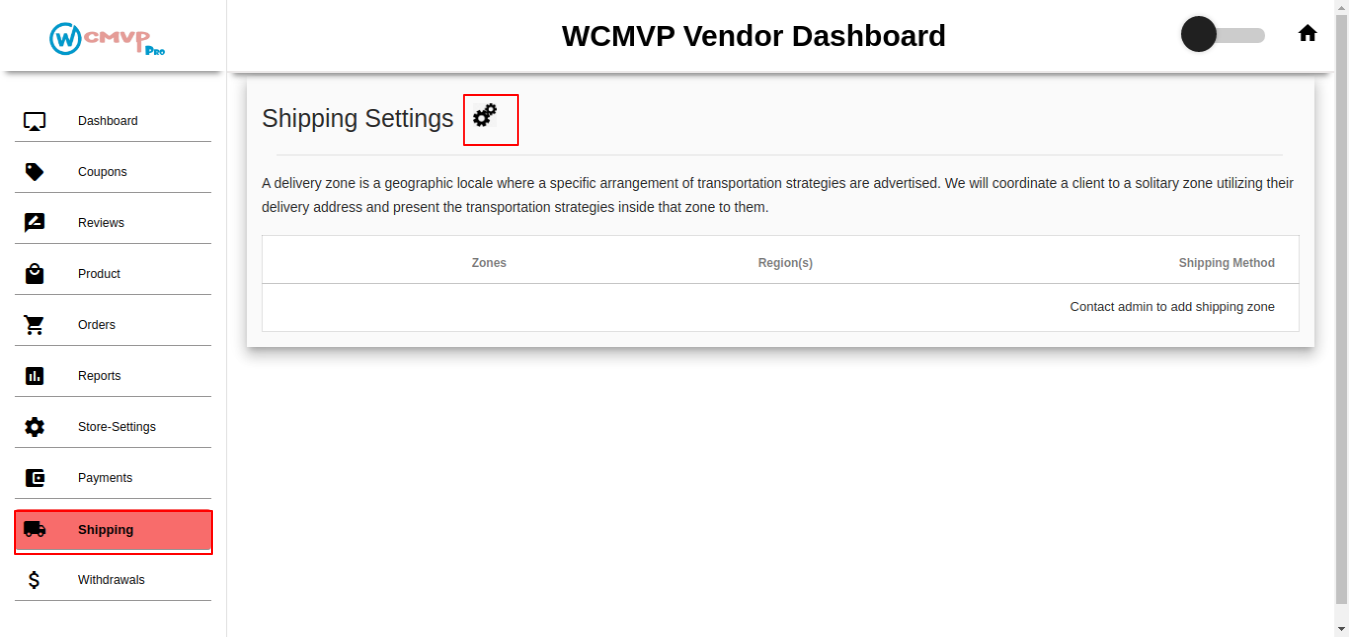 WCMVP Pro
WCMVP Vendor Dashboard
Dashboard
Coupons
Reviews
Product
Orders
Reports
Store-Settings
Payments
Shipping
Withdrawals
Shipping Settings
A delivery zone is a geographic locale where a specific arrangement of transportation strategies are advertised. We will coordinate a client to a solitary zone utilizing their
delivery address and present the transportation strategies inside that zone to them.
Zones Region(s) Shipping Method
Contact admin to add shipping zone